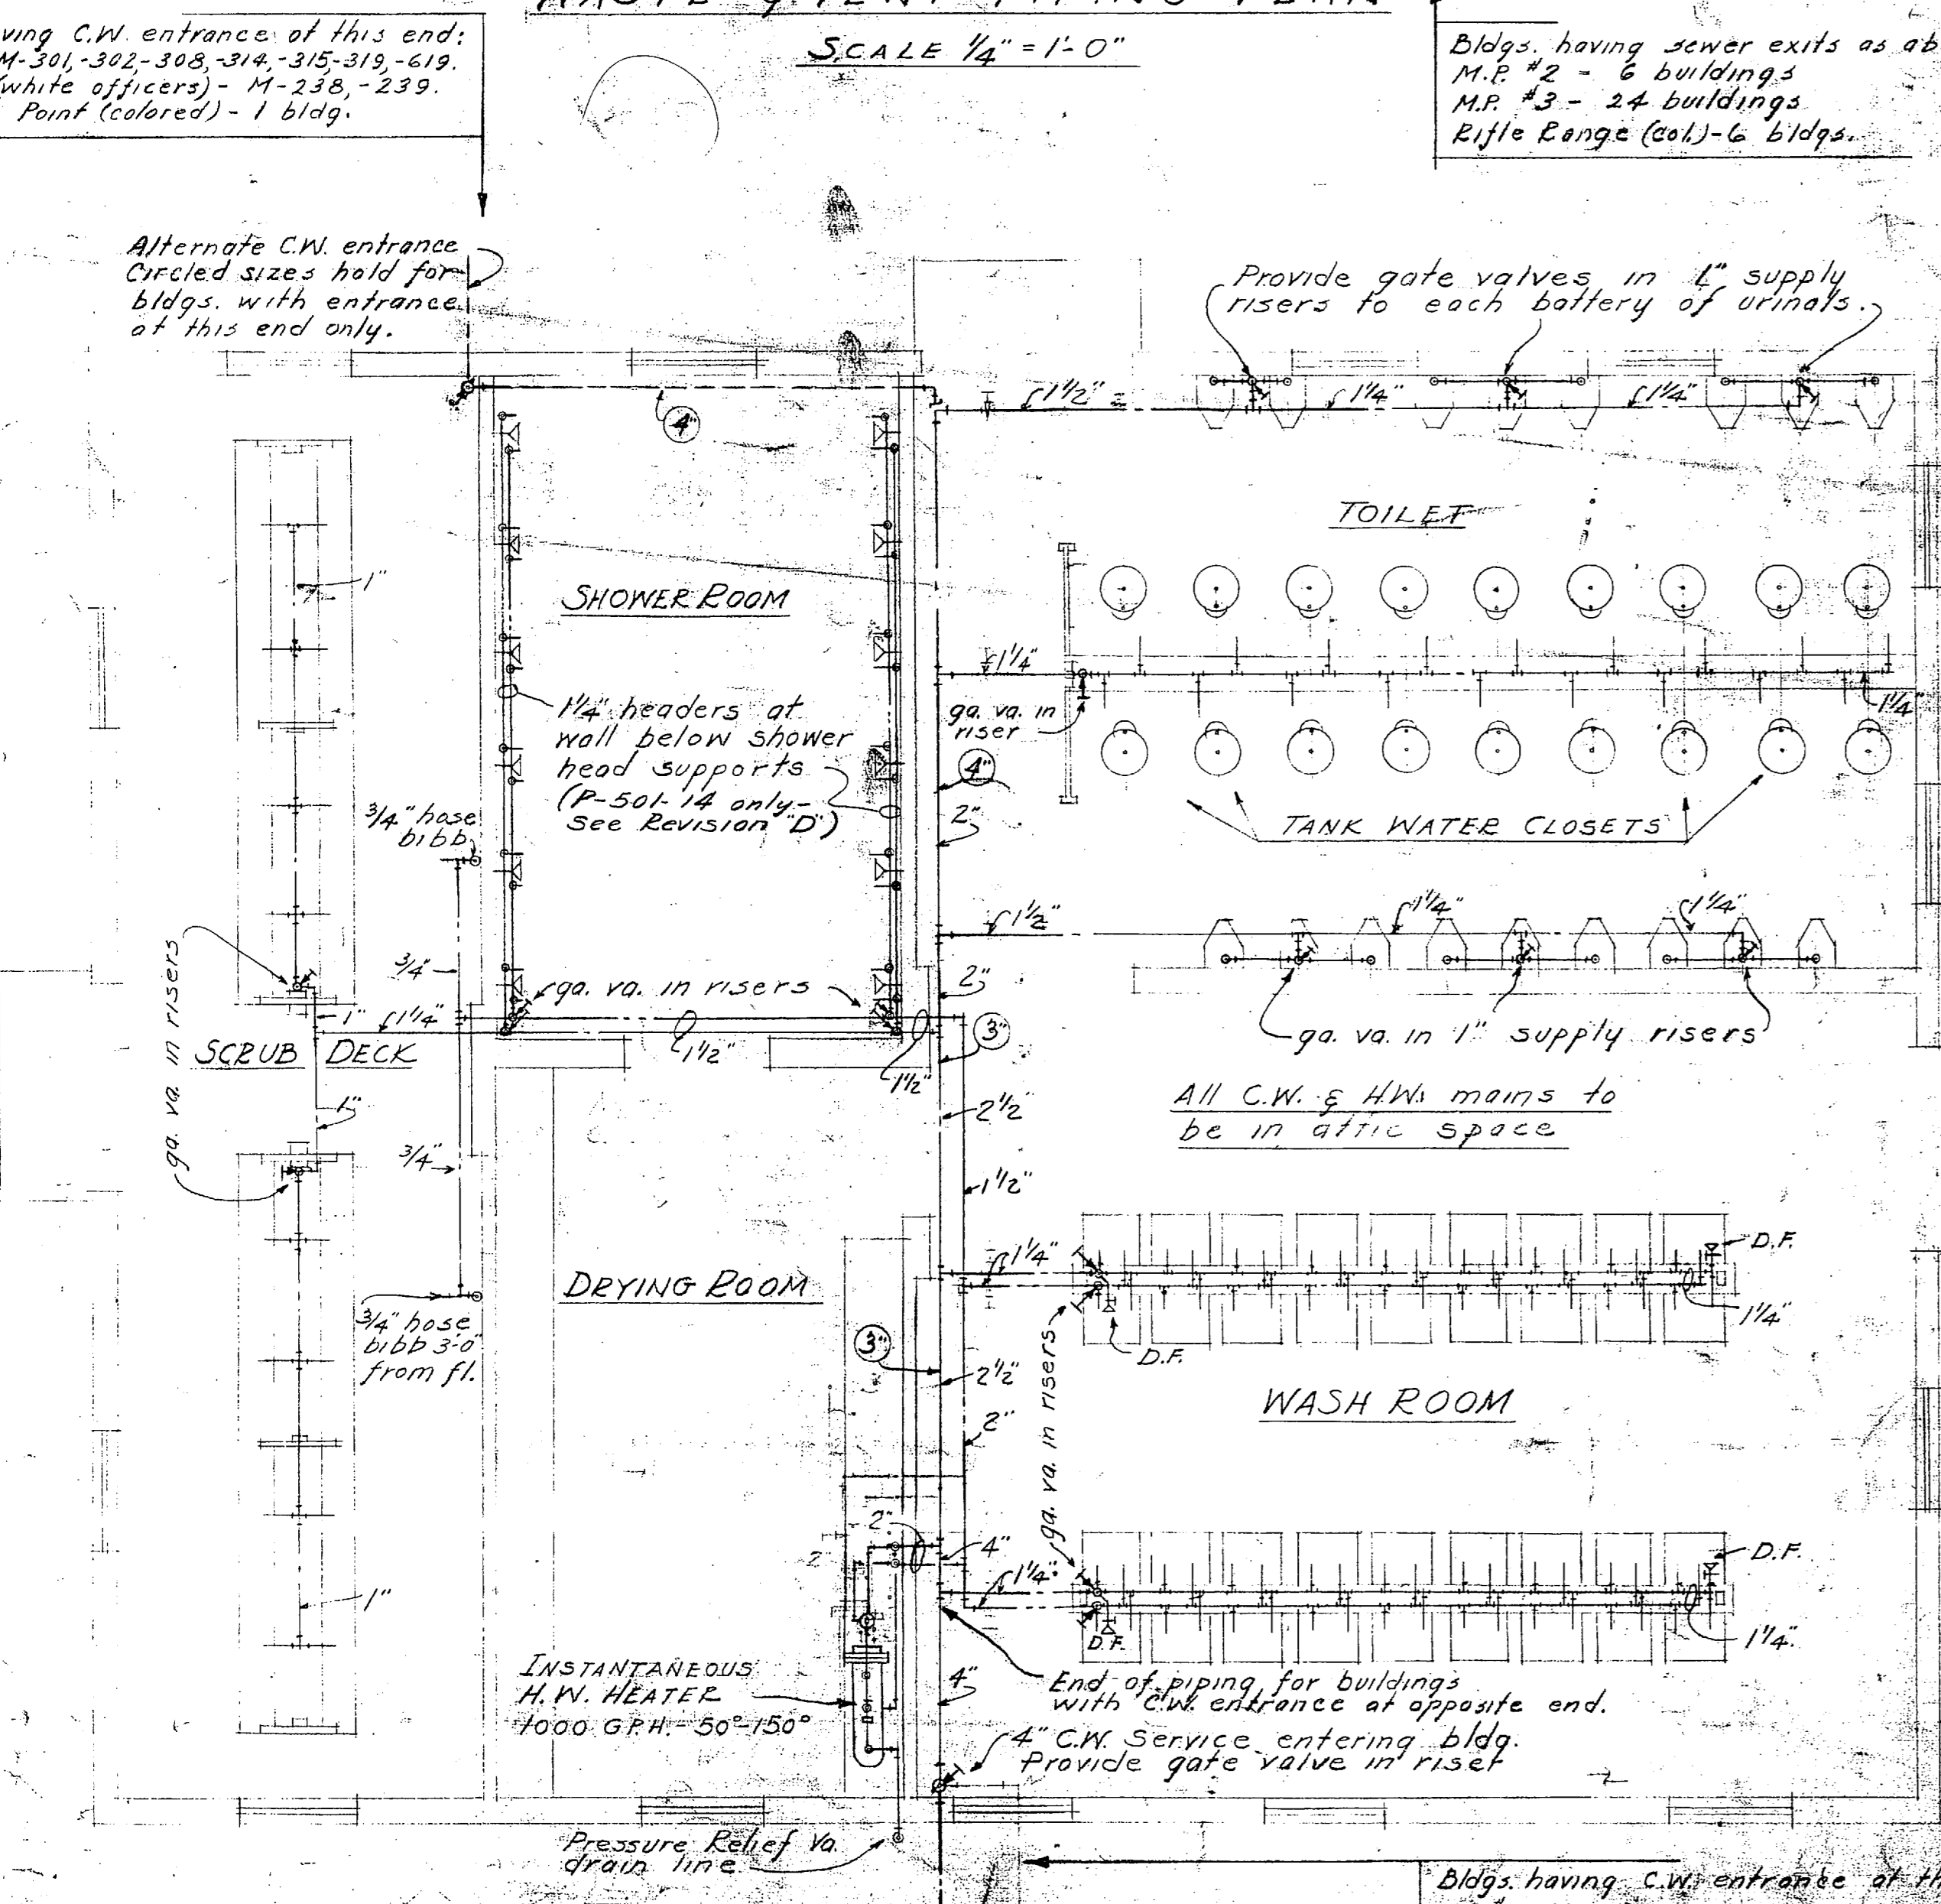 WASTE & VENT PIPING PLAN
SCALE 1/4" = 1'-0"
ving C.W. entrance at this end:
M-301,-302,-308,-314,-315,-319,-619.
(white officers) - M-238,-239.
Point (colored) - 1 bldg.
Bldgs. having sewer exits as ab
M.P. #2 - 6 buildings
M.P. #3 - 24 buildings
Rifle Range (Col.) - 6 bldgs.
Alternate C.W. entrance
Circled sizes hold for
bldgs. with entrance
at this end only.
Provide gate valves in 1" supply
risers to each battery of urinals.
4"
1 1/2"
1 1/4"
1 1/4"
TOILET
1"
SHOWER ROOM
1 1/4"
1 1/4"
ga. va. in
riser
1 1/4" headers at
wall below shower
head supports
(P-501-14 only-
see Revision "D")
4"
2"
TANK WATER CLOSETS
3/4" hose
bibb
1 1/2"
1 1/4"
1 1/4"
ga. va. in risers
3/4"
ga. va. in risers
2"
1"
1 1/4"
3"
ga. va. in 1" supply risers
SCRUB DECK
1 1/2"
1 1/2"
2 1/2"
All C.W. & H.W. mains to
be in attic space
1"
3/4"
1 1/2"
1 1/4"
D.F.
DRYING ROOM
1 1/4"
3/4" hose
bibb 3'-0"
from fl.
3"
D.F.
2 1/2"
ga. va. in risers
WASH ROOM
2"
2"
2"
4"
1 1/4"
D.F.
1"
D.F.
1 1/4"
INSTANTANEOUS
H.W. HEATER
1000 G.P.H. - 50°-150°
4"
End of piping for buildings
with C.W. entrance at opposite end.
4" C.W. Service entering bldg.
Provide gate valve in riser
Pressure Relief Va.
drain line
Bldgs. having C.W. entrance at th